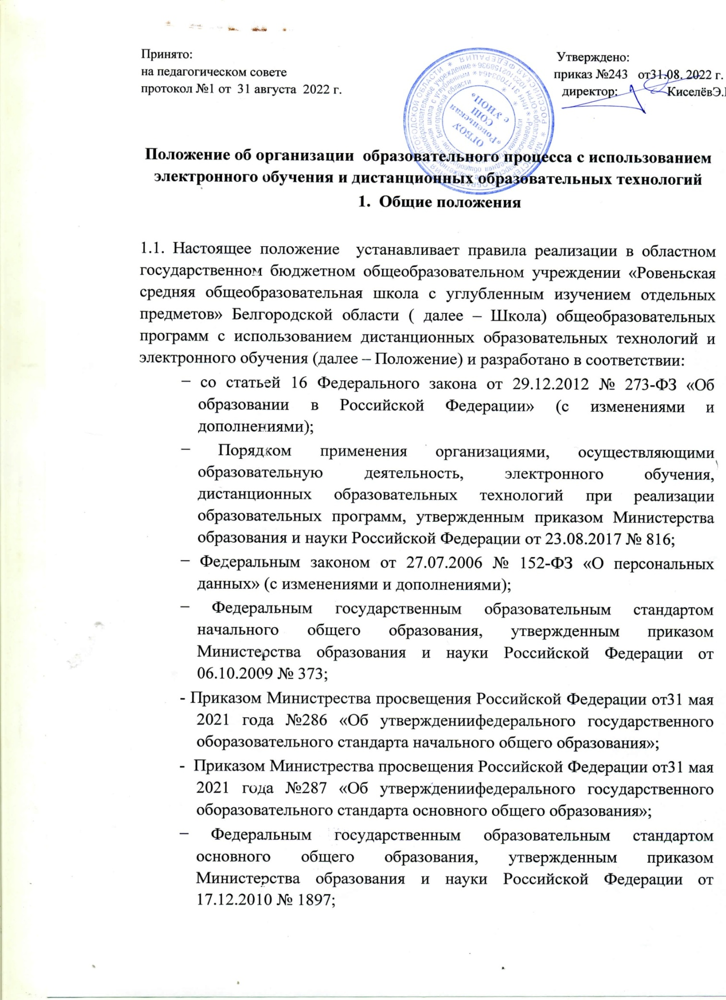 Принято:
на педагогическом совете
протокол №1 от 31 августа 2022 г.
Утверждено:
приказ №243 от31.08. 2022 г.
директор: КиселёвЭ.
РОССИЙСКАЯ ФЕДЕРАЦИЯ
ОГБОУ
«Ровеньская
СОШ
с УИОП»
Положение об организации образовательного процесса с использованием
электронного обучения и дистанционных образовательных технологий
1. Общие положения
1.1. Настоящее положение устанавливает правила реализации в областном
государственном бюджетном общеобразовательном учреждении «Ровеньская
средняя общеобразовательная школа с углубленным изучением отдельных
предметов» Белгородской области ( далее – Школа) общеобразовательных
программ с использованием дистанционных образовательных технологий и
электронного обучения (далее – Положение) и разработано в соответствии:
− со статьей 16 Федерального закона от 29.12.2012 № 273-ФЗ «Об
образовании в Российской Федерации» (с изменениями и
дополнениями);
− Порядком применения организациями, осуществляющими
образовательную деятельность, электронного обучения,
дистанционных образовательных технологий при реализации
образовательных программ, утвержденным приказом Министерства
образования и науки Российской Федерации от 23.08.2017 № 816;
− Федеральным законом от 27.07.2006 № 152-ФЗ «О персональных
данных» (с изменениями и дополнениями);
− Федеральным государственным образовательным стандартом
начального общего образования, утвержденным приказом
Министерства образования и науки Российской Федерации от
06.10.2009 № 373;
- Приказом Министрества просвещения Российской Федерации от31 мая
2021 года №286 «Об утверждениифедерального государственного
оборазовательного стандарта начального общего образования»;
- Приказом Министрества просвещения Российской Федерации от31 мая
2021 года №287 «Об утверждениифедерального государственного
оборазовательного стандарта основного общего образования»;
− Федеральным государственным образовательным стандартом
основного общего образования, утвержденным приказом
Министерства образования и науки Российской Федерации от
17.12.2010 № 1897;